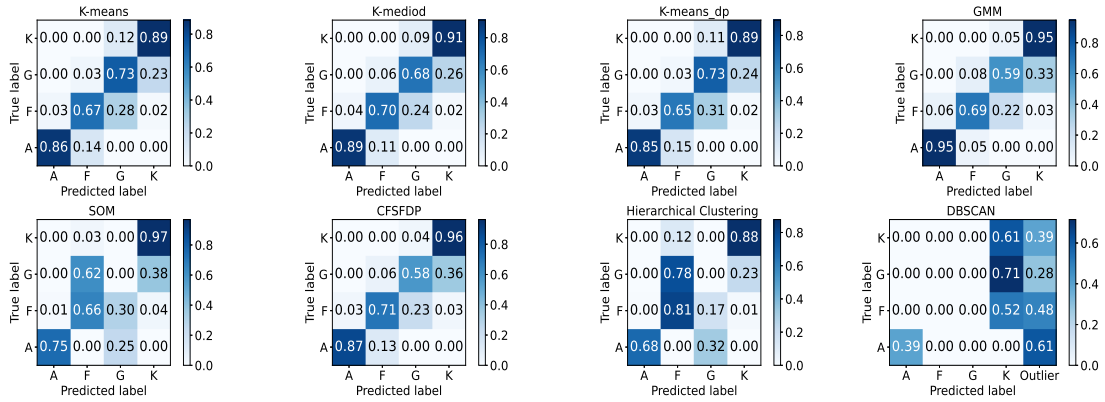 K-means
K 0.00 0.00 0.12 0.89
G 0.00 0.03 0.73 0.23
F 0.03 0.67 0.28 0.02
A 0.86 0.14 0.00 0.00
A F G K
True label
Predicted label
0.8
0.6
0.4
0.2
0.0
K-mediod
K 0.00 0.00 0.09 0.91
G 0.00 0.06 0.68 0.26
F 0.04 0.70 0.24 0.02
A 0.89 0.11 0.00 0.00
A F G K
True label
Predicted label
0.8
0.6
0.4
0.2
0.0
K-means_dp
K 0.00 0.00 0.11 0.89
G 0.00 0.03 0.73 0.24
F 0.03 0.65 0.31 0.02
A 0.85 0.15 0.00 0.00
A F G K
True label
Predicted label
0.8
0.6
0.4
0.2
0.0
GMM
K 0.00 0.00 0.05 0.95
G 0.00 0.08 0.59 0.33
F 0.06 0.69 0.22 0.03
A 0.95 0.05 0.00 0.00
A F G K
True label
Predicted label
0.8
0.6
0.4
0.2
0.0
SOM
K 0.00 0.03 0.00 0.97
G 0.00 0.62 0.00 0.38
F 0.01 0.66 0.30 0.04
A 0.75 0.00 0.25 0.00
A F G K
True label
Predicted label
0.8
0.6
0.4
0.2
0.0
CFSFDP
K 0.00 0.00 0.04 0.96
G 0.00 0.06 0.58 0.36
F 0.03 0.71 0.23 0.03
A 0.87 0.13 0.00 0.00
A F G K
True label
Predicted label
0.8
0.6
0.4
0.2
0.0
Hierarchical Clustering
K 0.00 0.12 0.00 0.88
G 0.00 0.78 0.00 0.23
F 0.00 0.81 0.17 0.01
A 0.68 0.00 0.32 0.00
A F G K
True label
Predicted label
0.8
0.6
0.4
0.2
0.0
DBSCAN
K 0.00 0.00 0.00 0.61 0.39
G 0.00 0.00 0.00 0.71 0.28
F 0.00 0.00 0.00 0.52 0.48
A 0.39 0.00 0.00 0.00 0.61
A F G K Outlier
True label
Predicted label
0.6
0.4
0.2
0.0